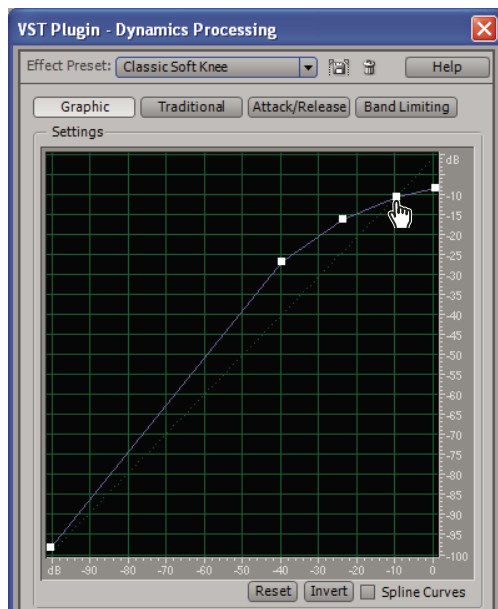 VST Plugin - Dynamics Processing
Effect Preset: Classic Soft Knee Help
Graphic Traditional Attack/Release Band Limiting
Settings
dB
-10
-15
-20
-25
-30
-35
-40
-45
-50
-55
-60
-65
-70
-75
-80
-85
-90
-95
-100
dB -90 -80 -70 -60 -50 -40 -30 -20 -10 0
Reset Invert Spline Curves